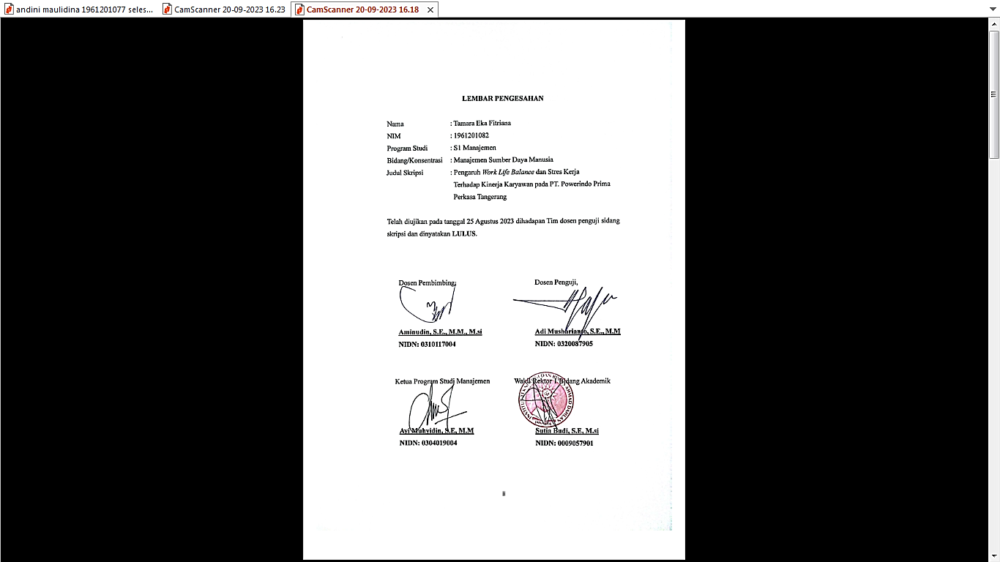 andini maulidina 1961201077 seles...
CamScanner 20-09-2023 16.23
CamScanner 20-09-2023 16.18
LEMBAR PENGESAHAN
Nama : Tamara Eka Fitriana
NIM : 1961201082
Program Studi : S1 Manajemen
Bidang/Konsentrasi : Manajemen Sumber Daya Manusia
Judul Skripsi : Pengaruh Work Life Balance dan Stres Kerja
Terhadap Kinerja Karyawan pada PT. Powerindo Prima
Perkasa Tangerang
Telah diujikan pada tanggal 25 Agustus 2023 dihadapan Tim dosen penguji sidang
skripsi dan dinyatakan LULUS.
Dosen Pembimbing, Dosen Penguji,
Aminudin, S.E., M.M., M.si Adi Musharianto, S.E., M.M
NIDN: 0310117004 NIDN: 0320087905
Ketua Program Studi Manajemen Wakil Rektor I Bidang Akademik
AHMAD DAHLAN
Ayi Muhyidin, S.E, M.M Sutia Budi, S.E, M.si
NIDN: 0304019004 NIDN: 0009057901
ii